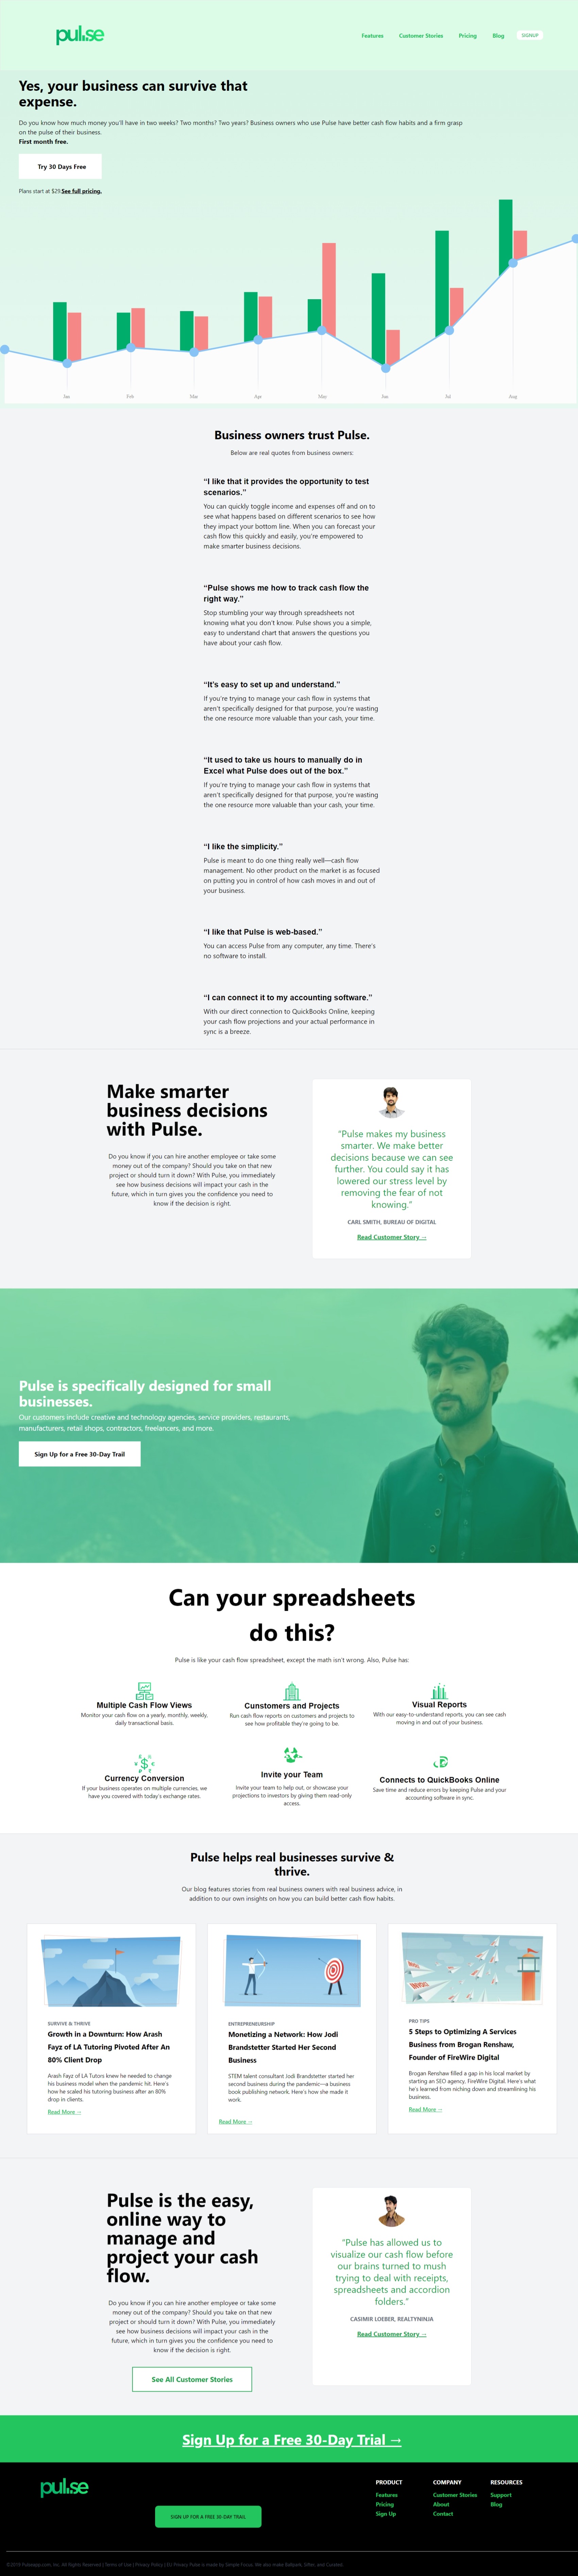 pulse
Features Customer Stories Pricing Blog SIGNUP
Yes, your business can survive that
expense.
Do you know how much money you'll have in two weeks? Two months? Two years? Business owners who use Pulse have better cash flow habits and a firm grasp
on the pulse of their business.
First month free.
Try 30 Days Free
Plans start at $29.See full pricing.
Jan Feb Mar Apr May Jun Jul Aug
Business owners trust Pulse.
Below are real quotes from business owners:
“I like that it provides the opportunity to test
scenarios.”
You can quickly toggle income and expenses off and on to
see what happens based on different scenarios to see how
they impact your bottom line. When you can forecast your
cash flow this quickly and easily, you're empowered to
make smarter business decisions.
“Pulse shows me how to track cash flow the
right way.”
Stop stumbling your way through spreadsheets not
knowing what you don't know. Pulse shows you a simple,
easy to understand chart that answers the questions you
have about your cash flow.
“It's easy to set up and understand.”
If you're trying to manage your cash flow in systems that
aren't specifically designed for that purpose, you're wasting
the one resource more valuable than your cash, your time.
“It used to take us hours to manually do in
Excel what Pulse does out of the box.”
If you're trying to manage your cash flow in systems that
aren't specifically designed for that purpose, you're wasting
the one resource more valuable than your cash, your time.
“I like the simplicity.”
Pulse is meant to do one thing really well—cash flow
management. No other product on the market is as focused
on putting you in control of how cash moves in and out of
your business.
“I like that Pulse is web-based.”
You can access Pulse from any computer, any time. There's
no software to install.
“I can connect it to my accounting software.”
With our direct connection to QuickBooks Online, keeping
your cash flow projections and your actual performance in
sync is a breeze.
Make smarter
business decisions
with Pulse.
Do you know if you can hire another employee or take some
money out of the company? Should you take on that new
project or should turn it down? With Pulse, you immediately
see how business decisions will impact your cash in the
future, which in turn gives you the confidence you need to
know if the decision is right.
“Pulse makes my business
smarter. We make better
decisions because we can see
further. You could say it has
lowered our stress level by
removing the fear of not
knowing.”
CARL SMITH, BUREAU OF DIGITAL
Read Customer Story →
Pulse is specifically designed for small
businesses.
Our customers include creative and technology agencies, service providers, restaurants,
manufacturers, retail shops, contractors, freelancers, and more.
Sign Up for a Free 30-Day Trail
Can your spreadsheets
do this?
Pulse is like your cash flow spreadsheet, except the math isn't wrong. Also, Pulse has:
Multiple Cash Flow Views
Monitor your cash flow on a yearly, monthly, weekly,
daily transactional basis.
Cunstomers and Projects
Run cash flow reports on customers and projects to
see how profitable they're going to be.
Visual Reports
With our easy-to-understand reports, you can see cash
moving in and out of your business.
Currency Conversion
If your business operates on multiple currencies, we
have you covered with today's exchange rates.
Invite your Team
Invite your team to help out, or showcase your
projections to investors by giving them read-only
access.
Connects to QuickBooks Online
Save time and reduce errors by keeping Pulse and your
accounting software in sync.
Pulse helps real businesses survive &
thrive.
Our blog features stories from real business owners with real business advice, in
addition to our own insights on how you can build better cash flow habits.
SURVIVE & THRIVE
Growth in a Downturn: How Arash
Fayz of LA Tutoring Pivoted After An
80% Client Drop
Arash Fayz of LA Tutors knew he needed to change
his business model when the pandemic hit. Here's
how he scaled his tutoring business after an 80%
drop in clients.
Read More →
ENTREPRENEURSHIP
Monetizing a Network: How Jodi
Brandstetter Started Her Second
Business
STEM talent consultant Jodi Brandstetter started her
second business during the pandemic—a business
book publishing network. Here's how she made it
work.
Read More →
PRO TIPS
5 Steps to Optimizing A Services
Business from Brogan Renshaw,
Founder of FireWire Digital
Brogan Renshaw filled a gap in his local market by
starting an SEO agency, FireWire Digital. Here's what
he's learned from niching down and streamlining his
business.
Read More →
Pulse is the easy,
online way to
manage and
project your cash
flow.
Do you know if you can hire another employee or take some
money out of the company? Should you take on that new
project or should turn it down? With Pulse, you immediately
see how business decisions will impact your cash in the
future, which in turn gives you the confidence you need to
know if the decision is right.
See All Customer Stories
“Pulse has allowed us to
visualize our cash flow before
our brains turned to mush
trying to deal with receipts,
spreadsheets and accordion
folders.”
CASIMIR LOEBER, REALTYNINJA
Read Customer Story →
Sign Up for a Free 30-Day Trial →
pulse
SIGN UP FOR A FREE 30-DAY TRAIL
PRODUCT
Features
Pricing
Sign Up
COMPANY
Customer Stories
About
Contact
RESOURCES
Support
Blog
©2019 Pulseapp.com, Inc. All Rights Reserved | Terms of Use | Privacy Policy | EU Privacy Pulse is made by Simple Focus. We also make Ballpark, Sifter, and Curated.